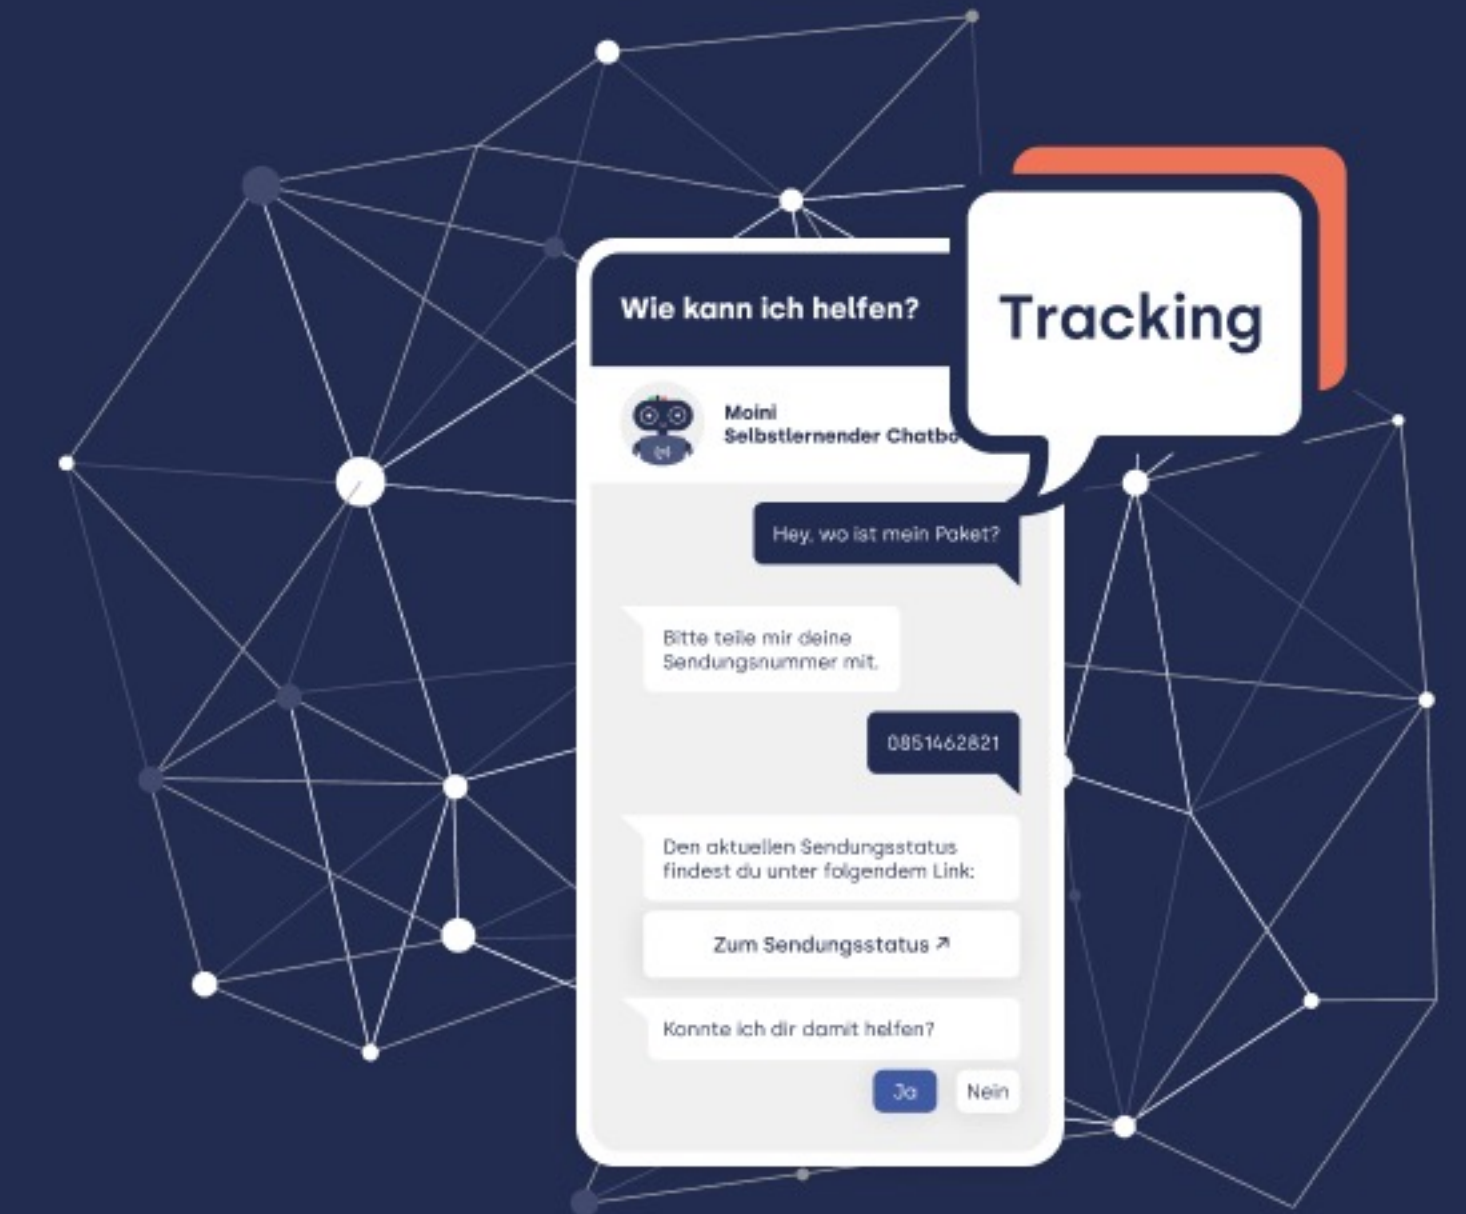 Wie kann ich helfen?
Tracking
Moini
Selbstlernender Chatbo
Hey, wo ist mein Paket?
Bitte teile mir deine
Sendungsnummer mit.
0851462821
Den aktuellen Sendungsstatus
findest du unter folgendem Link:
Zum Sendungsstatus ↗
Konnte ich dir damit helfen?
Ja Nein